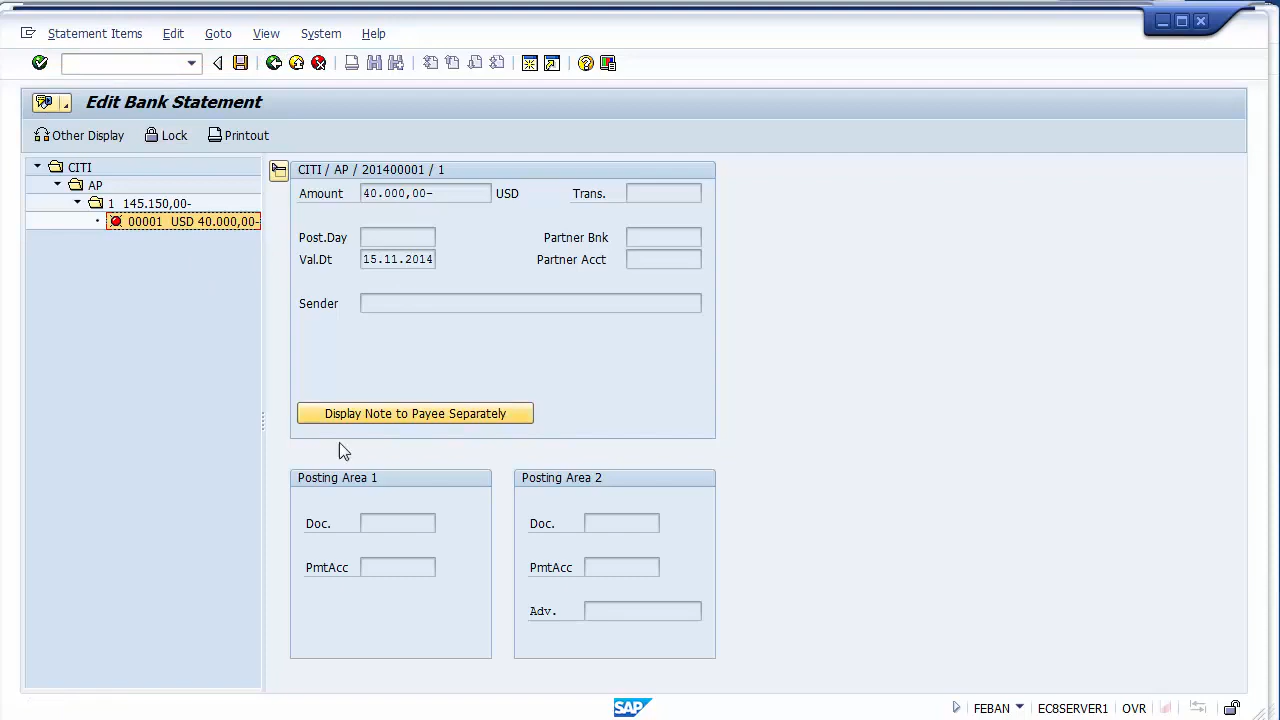 Statement Items Edit Goto View System Help
Edit Bank Statement
Other Display Lock Printout
CITI
AP
1 145.150,00-
00001 USD 40.000,00-
CITI / AP / 201400001 / 1
Amount 40.000,00- USD Trans.
Post.Day Partner Bnk
Val.Dt 15.11.2014 Partner Acct
Sender
Display Note to Payee Separately
Posting Area 1 Posting Area 2
Doc. Doc.
PmtAcc PmtAcc
Adv.
SAP FEBAN EC8SERVER1 OVR